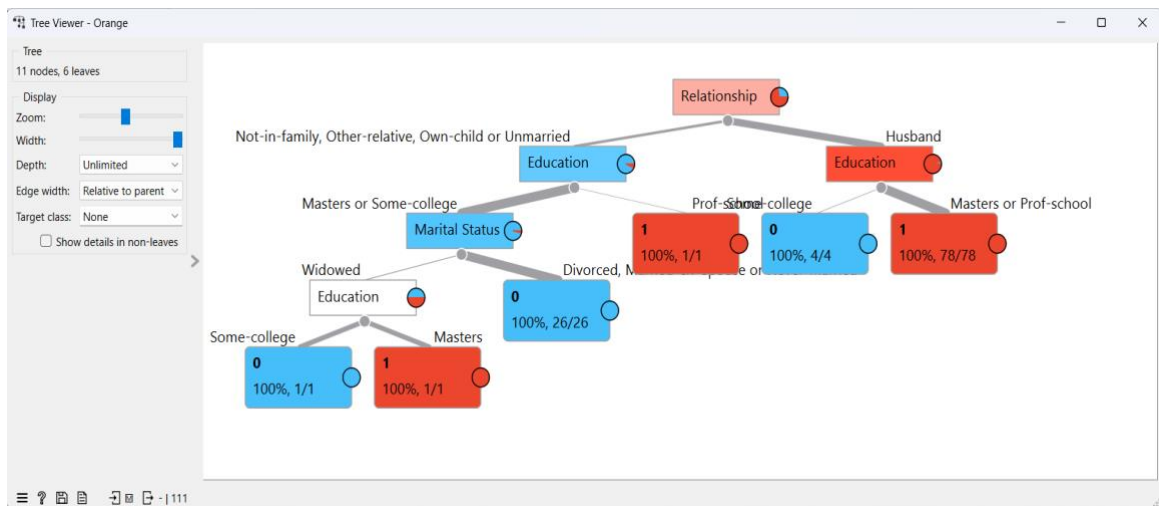 Tree Viewer - Orange
Tree
11 nodes, 6 leaves
Display
Zoom:
Width:
Depth: Unlimited
Edge width: Relative to parent
Target class: None
Show details in non-leaves
Relationship
Not-in-family, Other-relative, Own-child or Unmarried
Husband
Education
Education
Masters or Some-college
Prof-school
Some-college
Masters or Prof-school
Marital Status
1
100%, 1/1
0
100%, 4/4
1
100%, 78/78
Widowed
Divorced,
or
Education
0
100%, 26/26
Some-college
Masters
0
100%, 1/1
1
100%, 1/1
- | 111